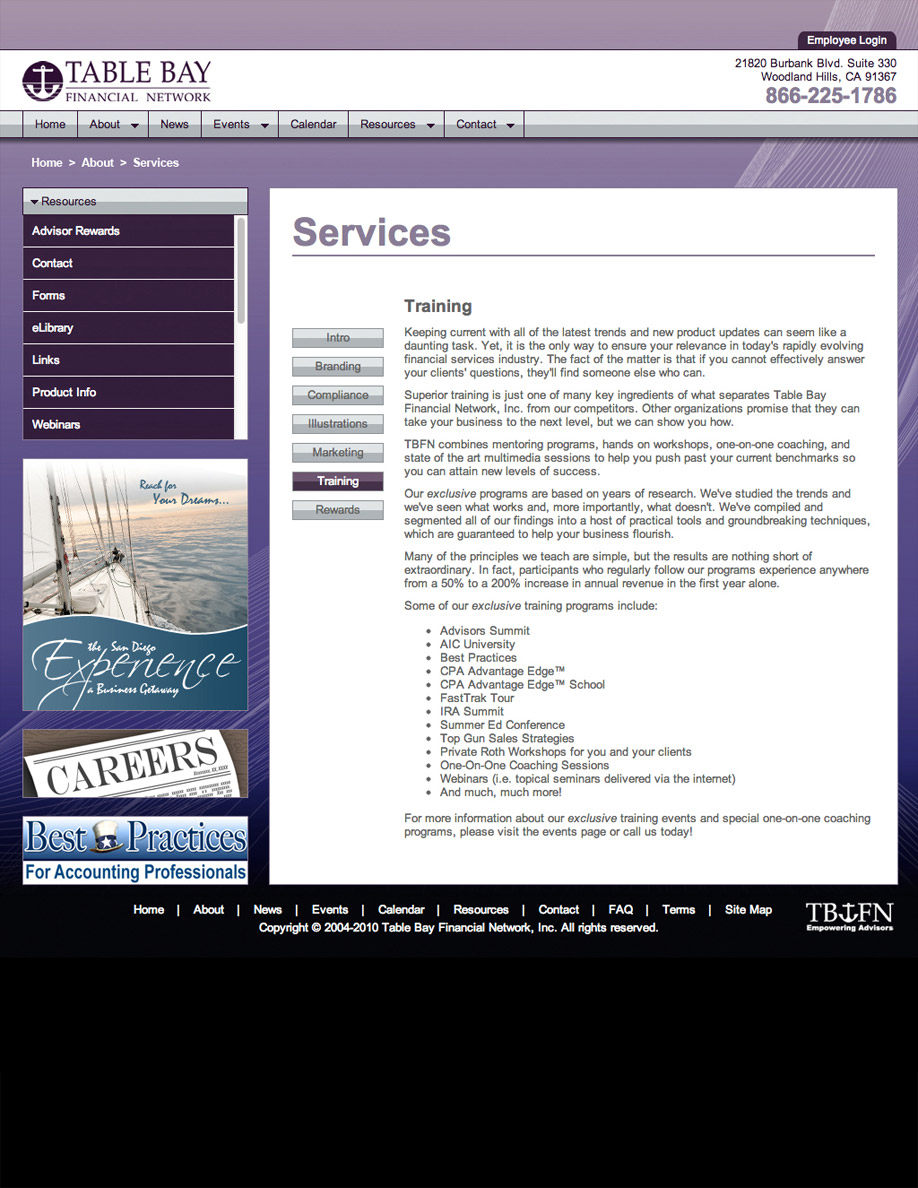 Employee Login
TABLE BAY
FINANCIAL NETWORK
21820 Burbank Blvd. Suite 330
Woodland Hills, CA 91367
866-225-1786
Home About News Events Calendar Resources Contact
Home > About > Services
Resources
Advisor Rewards
Contact
Forms
eLibrary
Links
Product Info
Webinars
Reach for
Your Dreams...
the San Diego
Experience
a Business Getaway
CAREERS
Best Practices
For Accounting Professionals
Services
Intro
Branding
Compliance
Illustrations
Marketing
Training
Rewards
Training
Keeping current with all of the latest trends and new product updates can seem like a
daunting task. Yet, it is the only way to ensure your relevance in today's rapidly evolving
financial services industry. The fact of the matter is that if you cannot effectively answer
your clients' questions, they'll find someone else who can.
Superior training is just one of many key ingredients of what separates Table Bay
Financial Network, Inc. from our competitors. Other organizations promise that they can
take your business to the next level, but we can show you how.
TBFN combines mentoring programs, hands on workshops, one-on-one coaching, and
state of the art multimedia sessions to help you push past your current benchmarks so
you can attain new levels of success.
Our exclusive programs are based on years of research. We've studied the trends and
we've seen what works and, more importantly, what doesn't. We've compiled and
segmented all of our findings into a host of practical tools and groundbreaking techniques,
which are guaranteed to help your business flourish.
Many of the principles we teach are simple, but the results are nothing short of
extraordinary. In fact, participants who regularly follow our programs experience anywhere
from a 50% to a 200% increase in annual revenue in the first year alone.
Some of our exclusive training programs include:
• Advisors Summit
• AIC University
• Best Practices
• CPA Advantage Edge™
• CPA Advantage Edge™ School
• FastTrak Tour
• IRA Summit
• Summer Ed Conference
• Top Gun Sales Strategies
• Private Roth Workshops for you and your clients
• One-On-One Coaching Sessions
• Webinars (i.e. topical seminars delivered via the internet)
• And much, much more!
For more information about our exclusive training events and special one-on-one coaching
programs, please visit the events page or call us today!
Home | About | News | Events | Calendar | Resources | Contact | FAQ | Terms | Site Map
Copyright © 2004-2010 Table Bay Financial Network, Inc. All rights reserved.
TBFN
Empowering Advisors